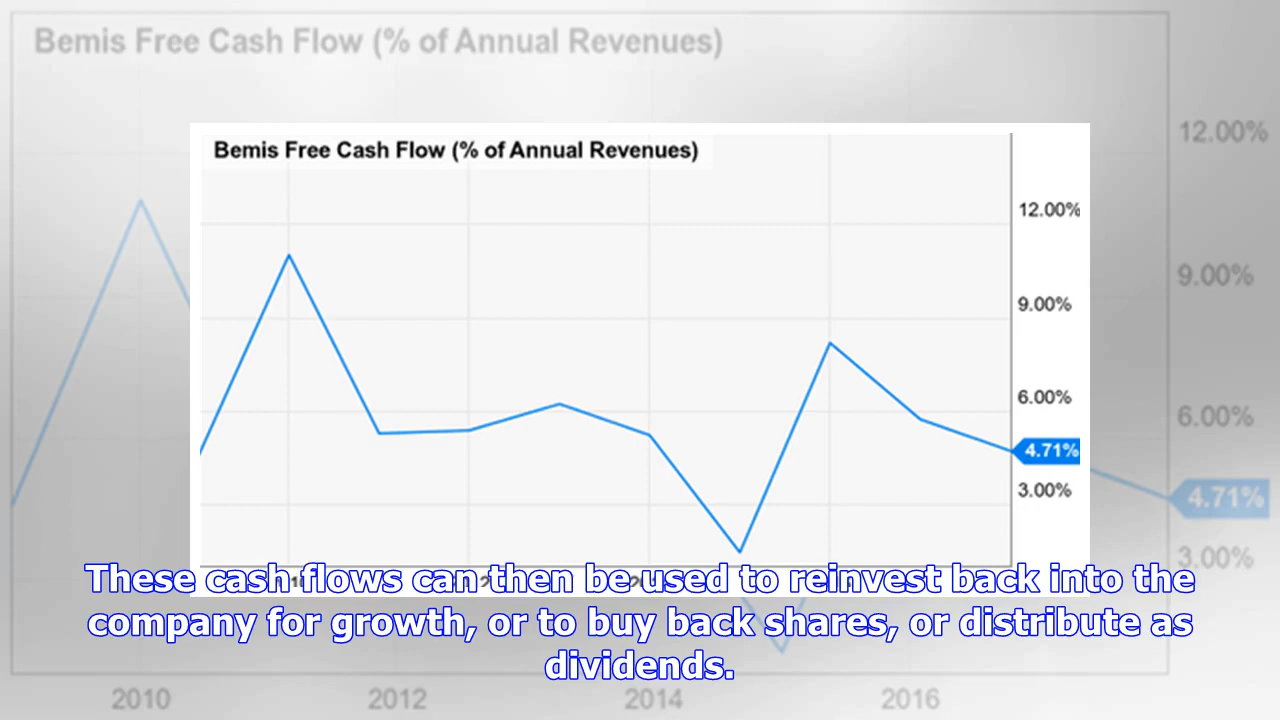 Bemis Free Cash Flow (% of Annual Revenues)
12.00%
9.00%
6.00%
4.71%
3.00%
Bemis Free Cash Flow (% of Annual Revenues)
12.00%
9.00%
6.00%
4.71%
3.00%
These cash flows can then be used to reinvest back into the
company for growth, or to buy back shares, or distribute as
dividends.
2010
2012
2014
2016